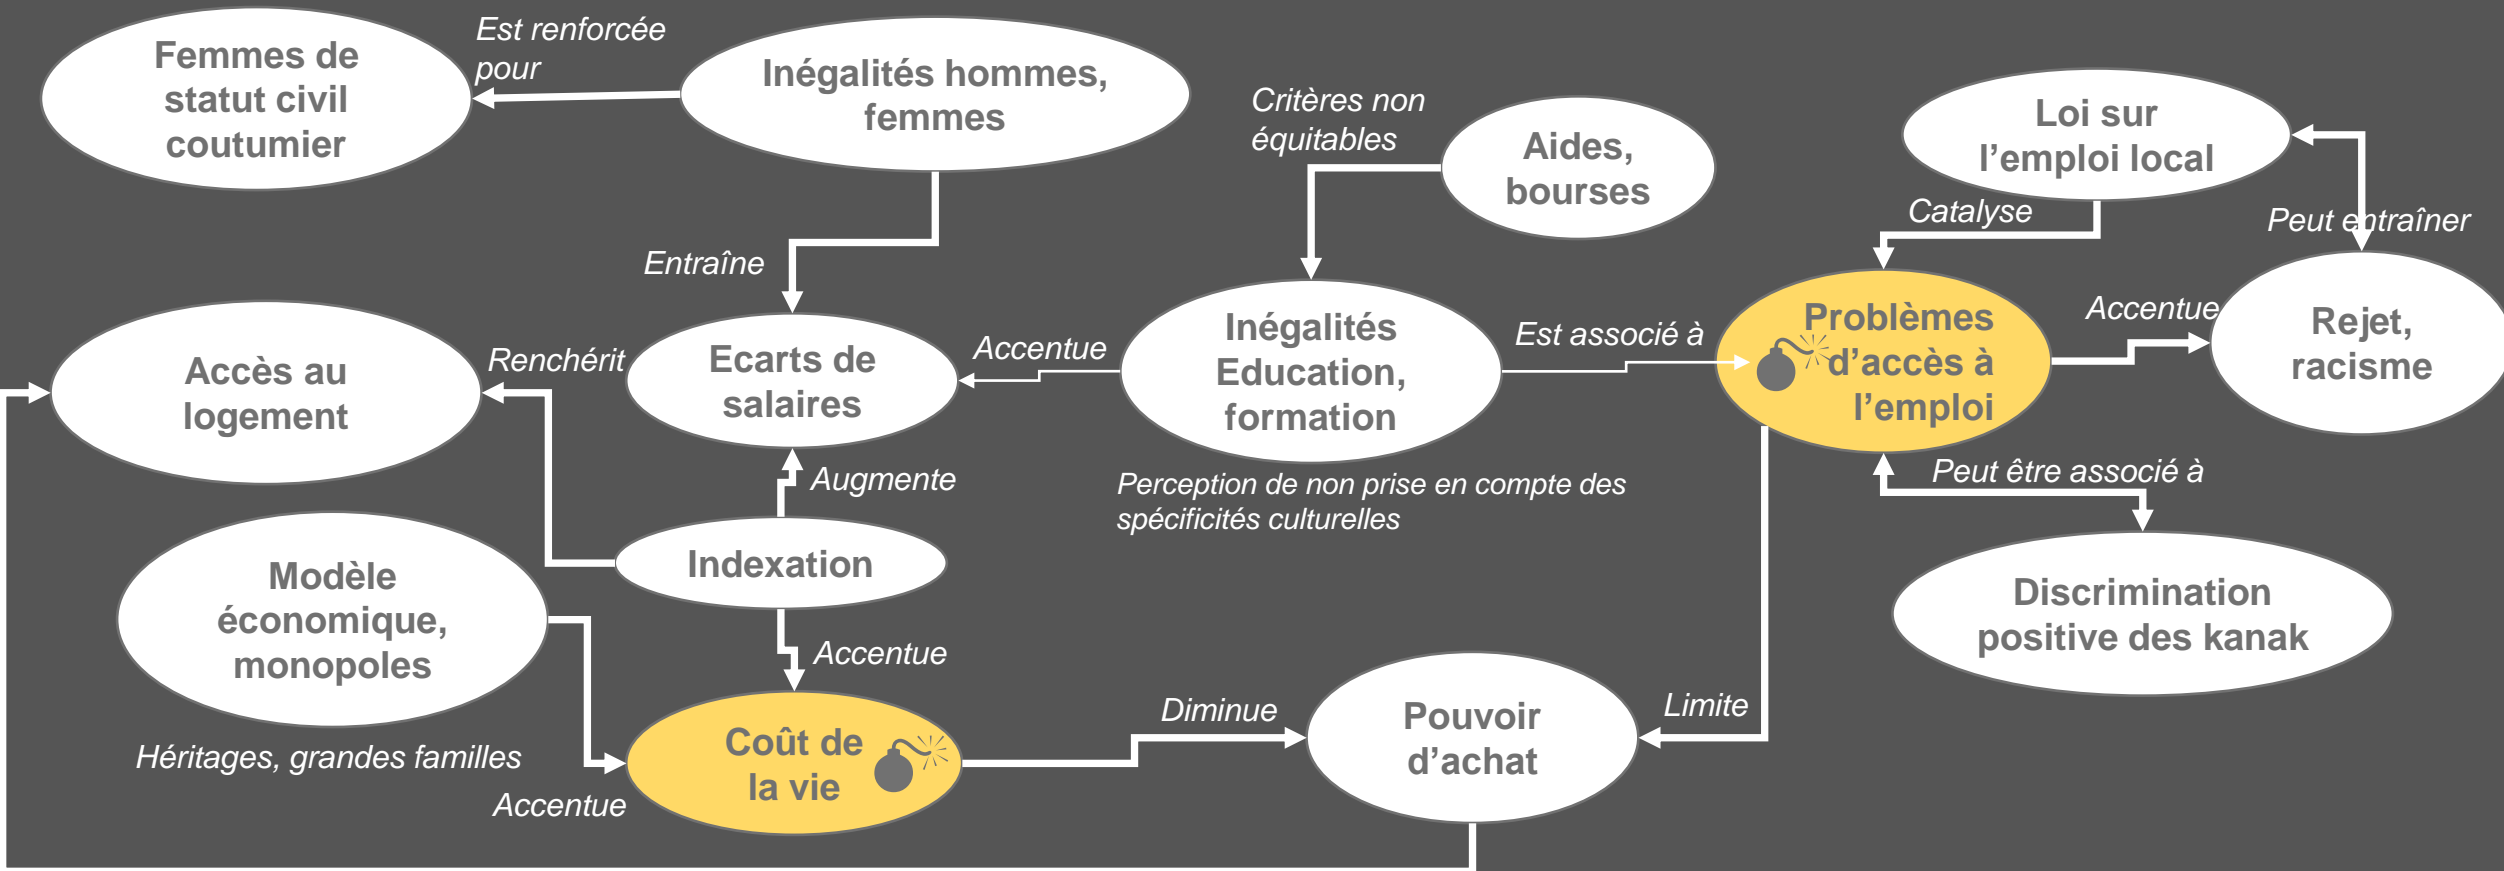 Femmes de
statut civil
coutumier
Est renforcée
pour
Inégalités hommes,
femmes
Critères non
équitables
Aides,
bourses
Loi sur
l’emploi local
Catalyse
Peut entraîner
Entraîne
Accès au
logement
Renchérit
Ecarts de
salaires
Accentue
Inégalités
Education,
formation
Est associé à
Problèmes
d’accès à
l’emploi
Accentue
Rejet,
racisme
Augmente
Perception de non prise en compte des
spécificités culturelles
Peut être associé à
Modèle
économique,
monopoles
Indexation
Discrimination
positive des kanak
Accentue
Héritages, grandes familles
Accentue
Coût de
la vie
Diminue
Pouvoir
d’achat
Limite